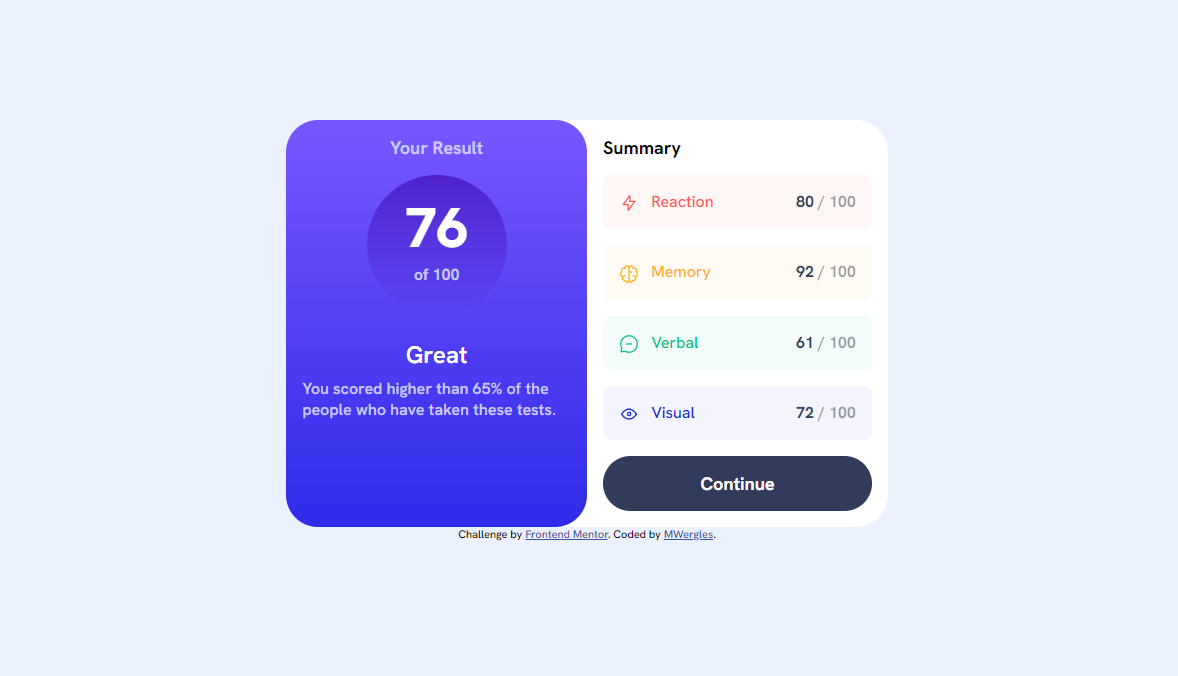 Your Result
76
of 100
Great
You scored higher than 65% of the
people who have taken these tests.
Summary
Reaction 80 / 100
Memory 92 / 100
Verbal 61 / 100
Visual 72 / 100
Continue
Challenge by Frontend Mentor. Coded by MWergles.